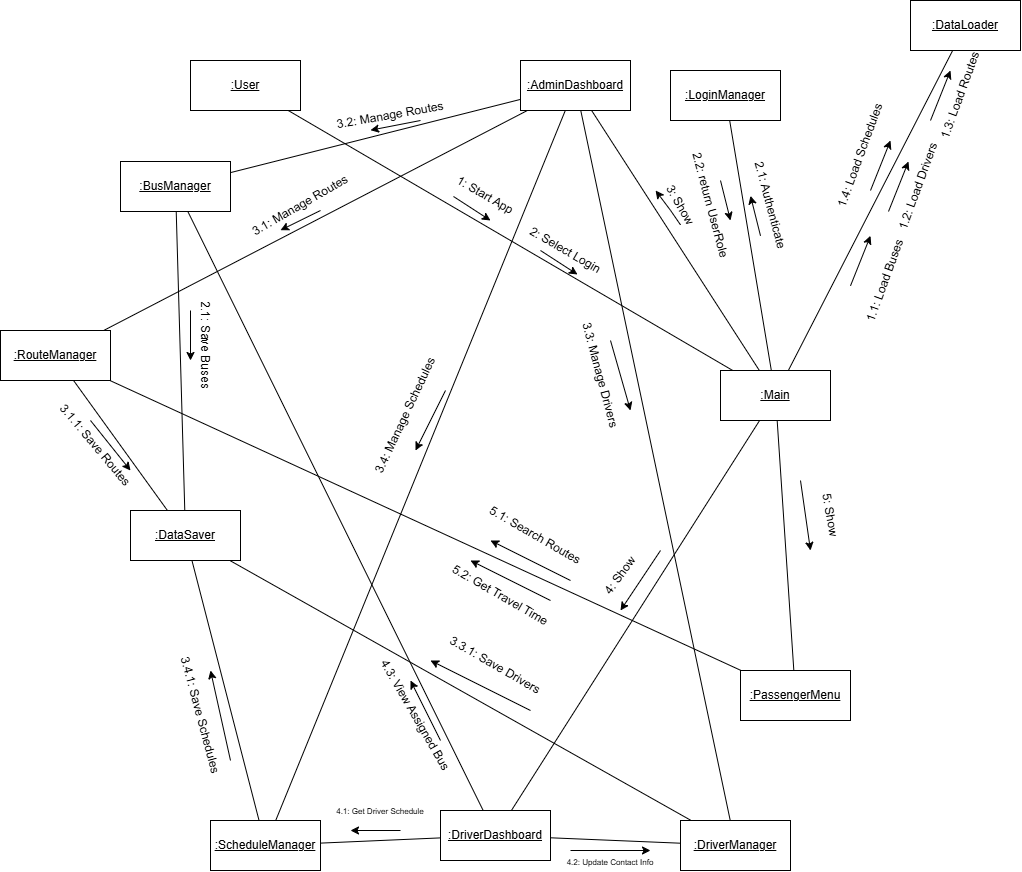 :DataLoader
:User
:AdminDashboard
:LoginManager
3.2: Manage Routes
1.3: Load Routes
1.4: Load Schedules
1.2: Load Drivers
1.1: Load Buses
:BusManager
3.1: Manage Routes
1: Start App
3: Show
2.2: return UserRole
2.1: Authenticate
2: Select Login
2.1: Save Buses
:RouteManager
3.3: Manage Drivers
3.4: Manage Schedules
:Main
3.1.1: Save Routes
5: Show
:DataSaver
5.1: Search Routes
5.2: Get Travel Time
4: Show
3.4.1: Save Schedules
3.3.1: Save Drivers
4.3: View Assigned Bus
:PassengerMenu
4.1: Get Driver Schedule
:ScheduleManager
:DriverDashboard
:DriverManager
4.2: Update Contact Info